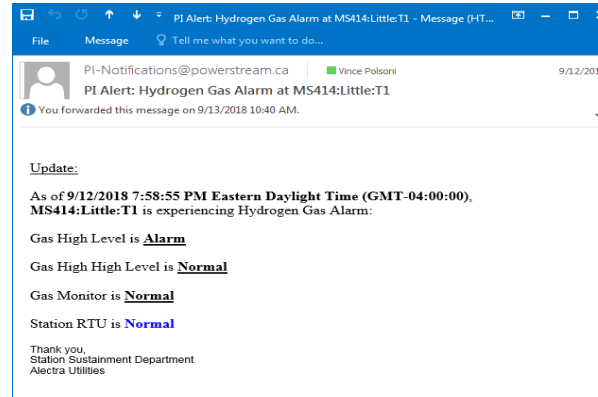 PI Alert: Hydrogen Gas Alarm at MS414:Little:T1 - Message (HT...
File Message Tell me what you want to do...
PI-Notifications@powerstream.ca Vince Polsoni 9/12/201
PI Alert: Hydrogen Gas Alarm at MS414:Little:T1
You forwarded this message on 9/13/2018 10:40 AM.
Update:
As of 9/12/2018 7:58:55 PM Eastern Daylight Time (GMT-04:00:00),
MS414:Little:T1 is experiencing Hydrogen Gas Alarm:
Gas High Level is Alarm
Gas High High Level is Normal
Gas Monitor is Normal
Station RTU is Normal
Thank you,
Station Sustainment Department
Alectra Utilities